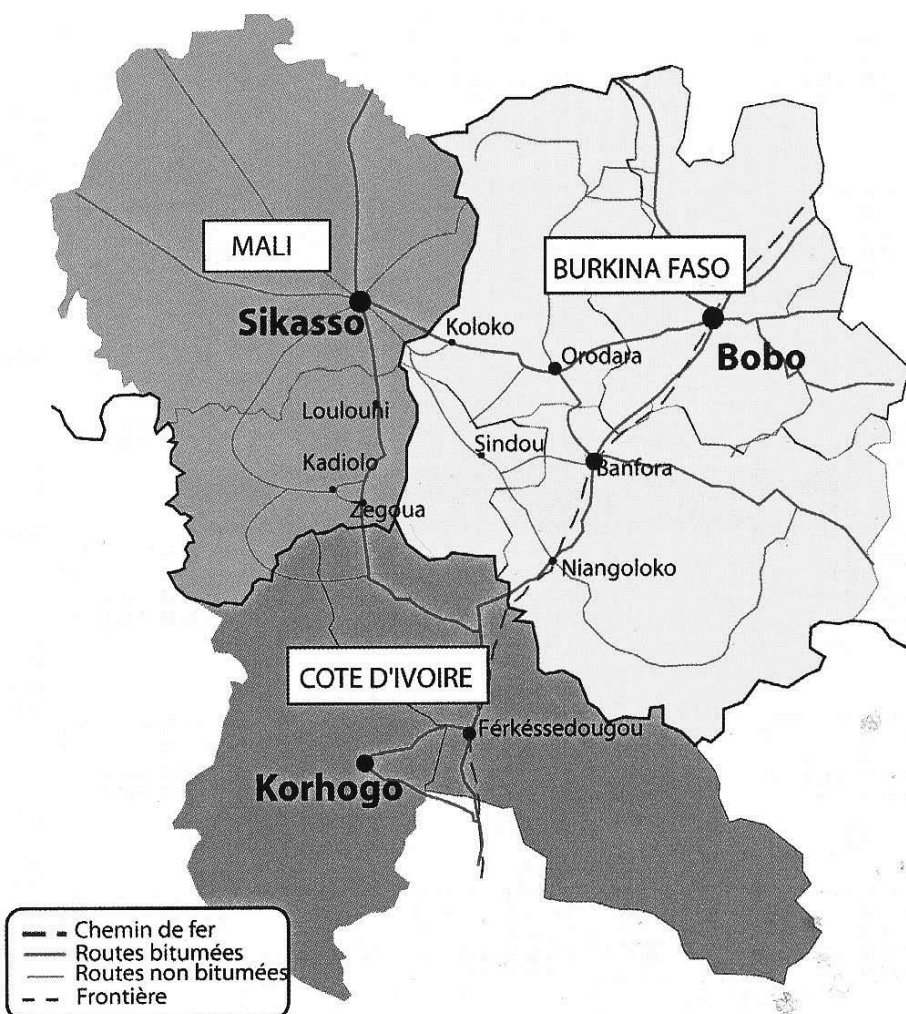 MALI
BURKINA FASO
Sikasso
Koloko
Bobo
Orodara
Loulouni
Sindou
Kadiolo
Banfora
Zegoua
Niangoloko
COTE D'IVOIRE
Férkéssedougou
Korhogo
Chemin de fer
Routes bitumées
Routes non bitumées
Frontière